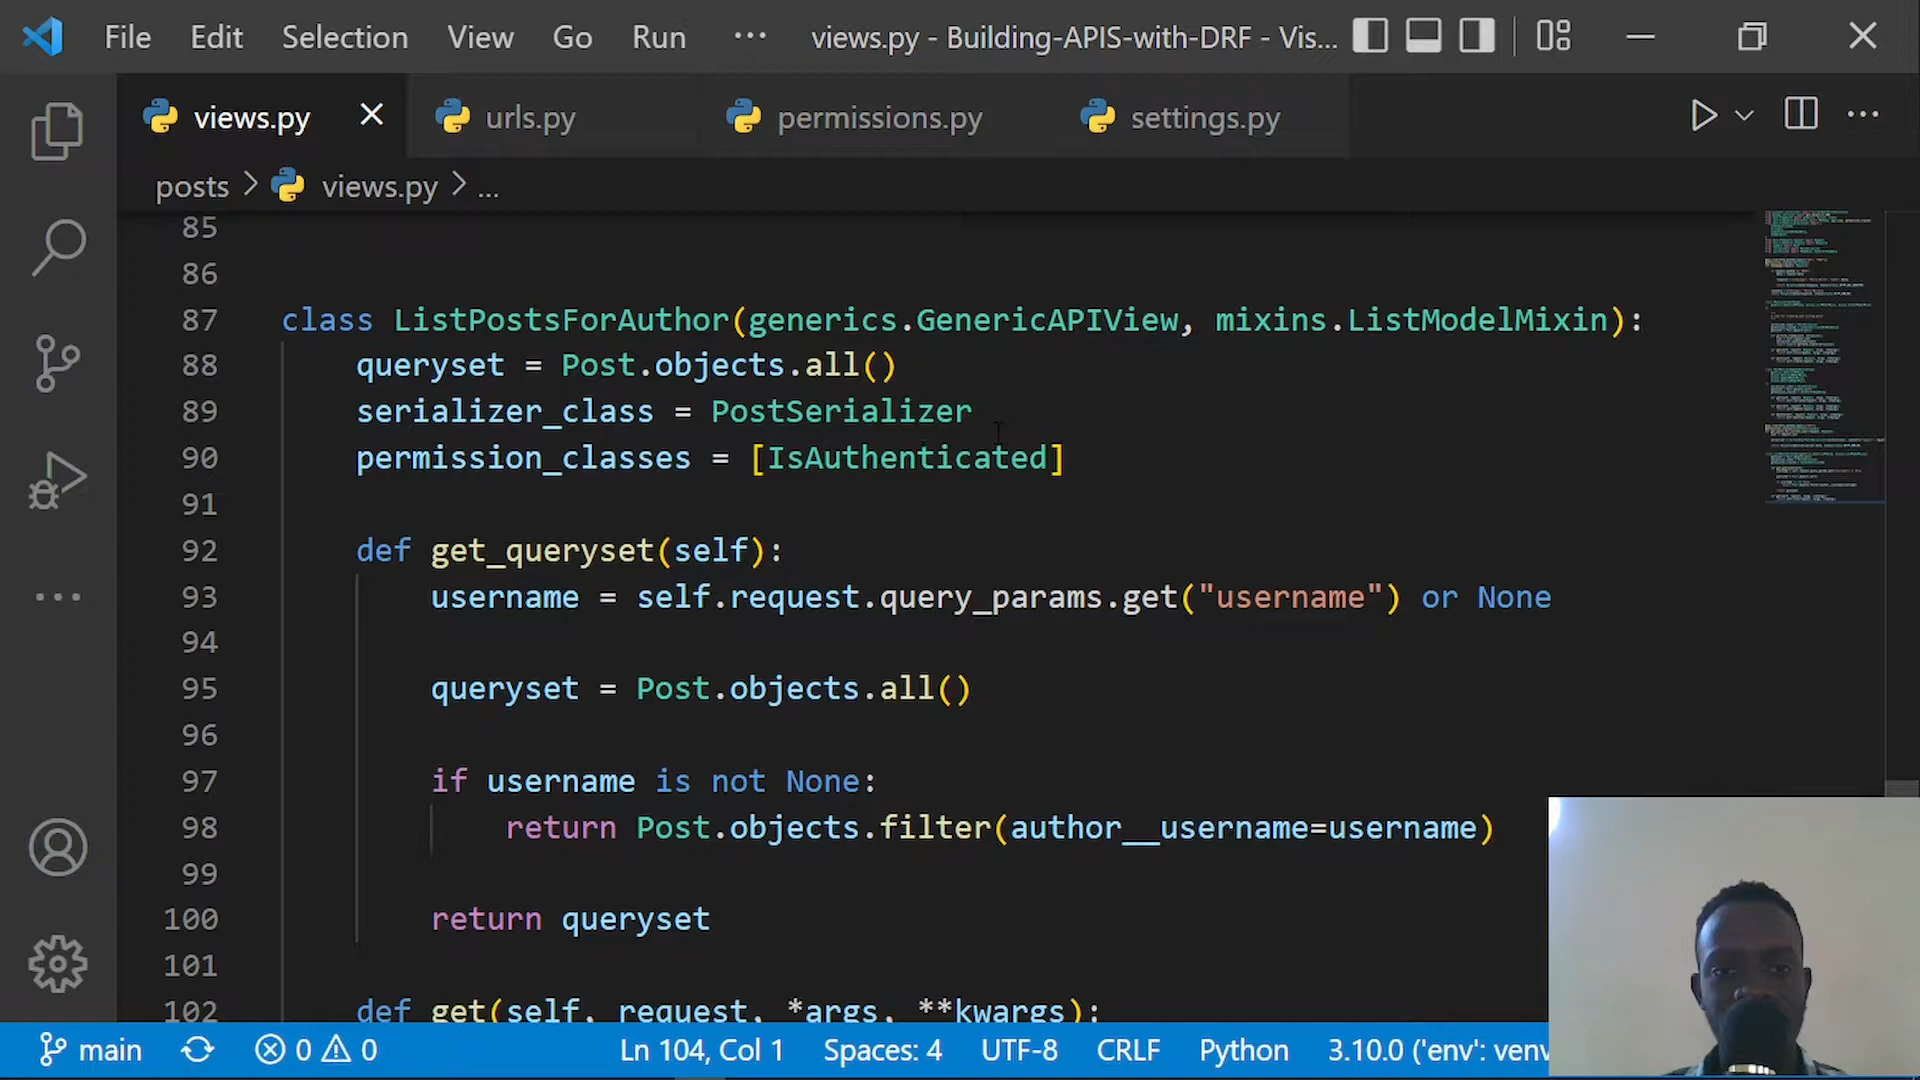 File Edit Selection View Go Run ··· views.py - Building-APIS-with-DRF - Vis...
views.py urls.py permissions.py settings.py
posts > views.py > ...
85
86
87 class ListPostsForAuthor(generics.GenericAPIView, mixins.ListModelMixin):
88 queryset = Post.objects.all()
89 serializer_class = PostSerializer
90 permission_classes = [IsAuthenticated]
91
92 def get_queryset(self):
93 username = self.request.query_params.get("username") or None
94
95 queryset = Post.objects.all()
96
97 if username is not None:
98 return Post.objects.filter(author__username=username)
99
100 return queryset
101
102 def get(self, request, *args, **kwargs):
main 0 0 Ln 104, Col 1 Spaces: 4 UTF-8 CRLF Python 3.10.0 ('env': venv